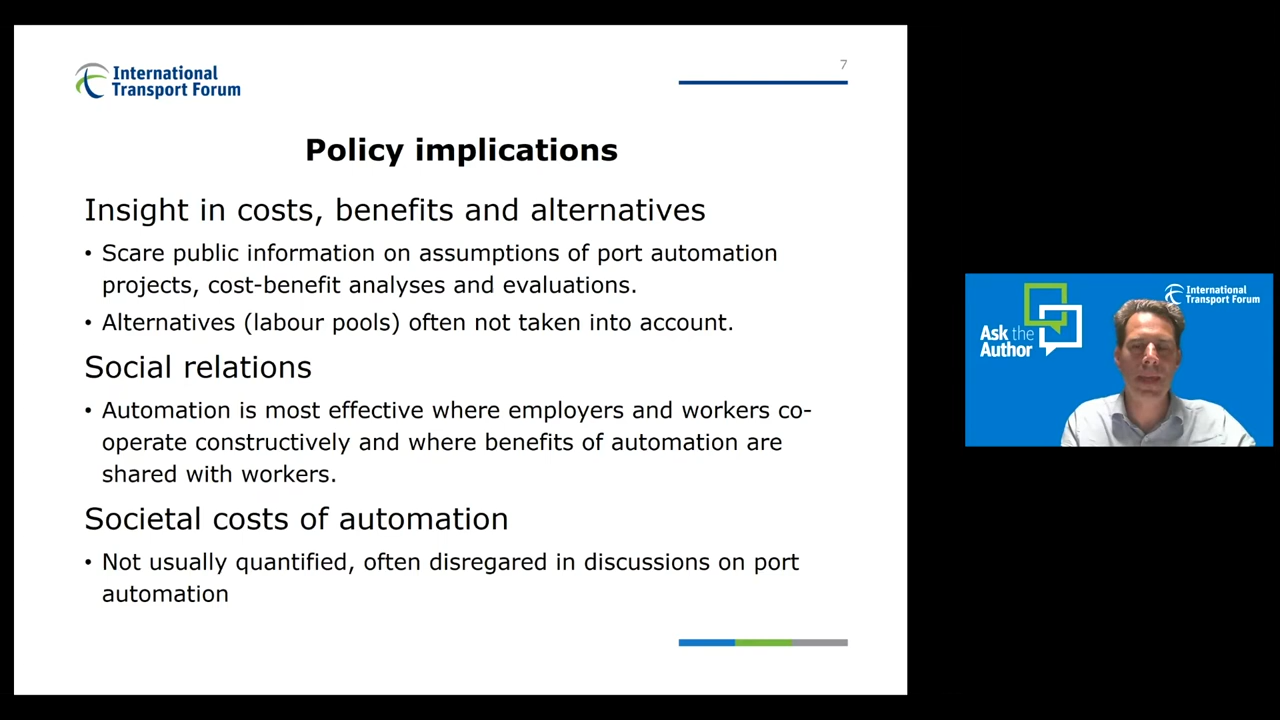 International
Transport Forum
7
Policy implications
Insight in costs, benefits and alternatives
• Scare public information on assumptions of port automation
projects, cost-benefit analyses and evaluations.
• Alternatives (labour pools) often not taken into account.
Social relations
• Automation is most effective where employers and workers co-
operate constructively and where benefits of automation are
shared with workers.
Societal costs of automation
• Not usually quantified, often disregared in discussions on port
automation
International
Transport Forum
Ask the
Author